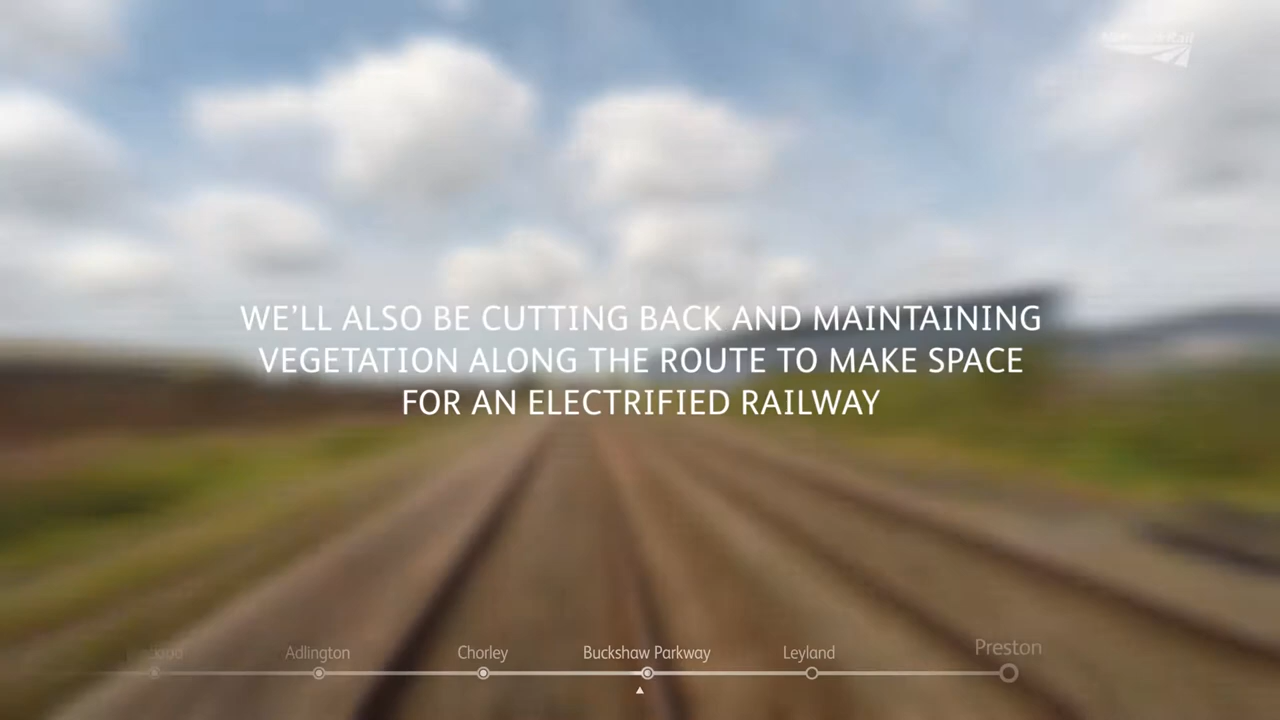 WE'LL ALSO BE CUTTING BACK AND MAINTAINING
VEGETATION ALONG THE ROUTE TO MAKE SPACE
FOR AN ELECTRIFIED RAILWAY
Adlington
Chorley
Buckshaw Parkway
Leyland
Preston